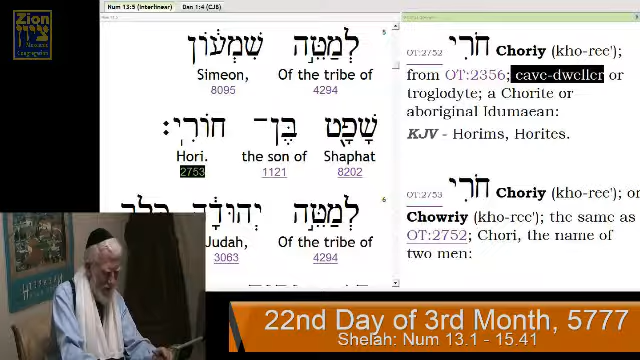 Zion
Messianic
Congregation
Num 13:5 (Interlinear)
Dan 1:4 (CJB)
5 לְמַטֵּ֣ה שִׁמְע֔וֹן
Simeon, Of the tribe of
8095 4294
שָׁפָ֖ט בֶּן־ חוֹרִֽי׃
Hori. the son of Shaphat
2753 1121 8202
6 לְמַטֵּ֣ה יְהוּדָ֔ה
Judah, Of the tribe of
3063 4294
OT:2752 חֹרִי Choriy (kho-ree');
from OT:2356; cave-dweller or
troglodyte; a Chorite or
aboriginal Idumaean:
KJV - Horims, Horites.
OT:2753 חֹרִי Choriy (kho-ree'); or
Chowriy (kho-ree'); the same as
OT:2752; Chori, the name of
two men:
22nd Day of 3rd Month, 5777
Shelah: Num 13.1 - 15.41